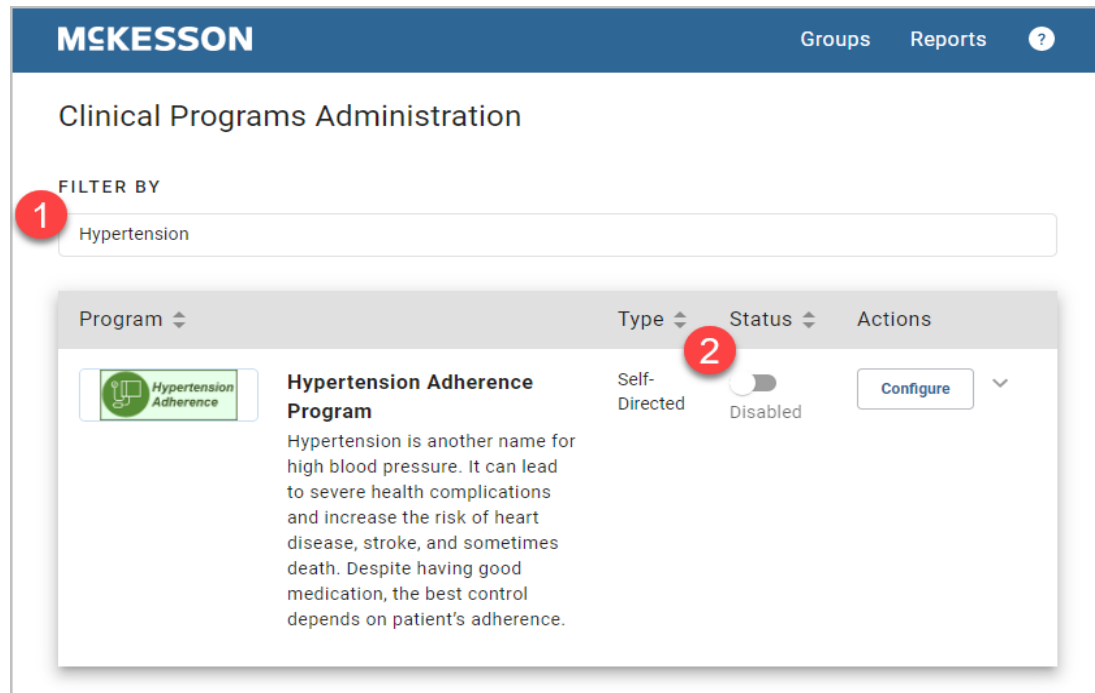 MCKESSON Groups Reports ?
Clinical Programs Administration
FILTER BY
1
Hypertension
Program Type Status Actions
2
Hypertension
Adherence
Hypertension Adherence
Program
Hypertension is another name for
high blood pressure. It can lead
to severe health complications
and increase the risk of heart
disease, stroke, and sometimes
death. Despite having good
medication, the best control
depends on patient’s adherence.
Self-
Directed
Disabled
Configure